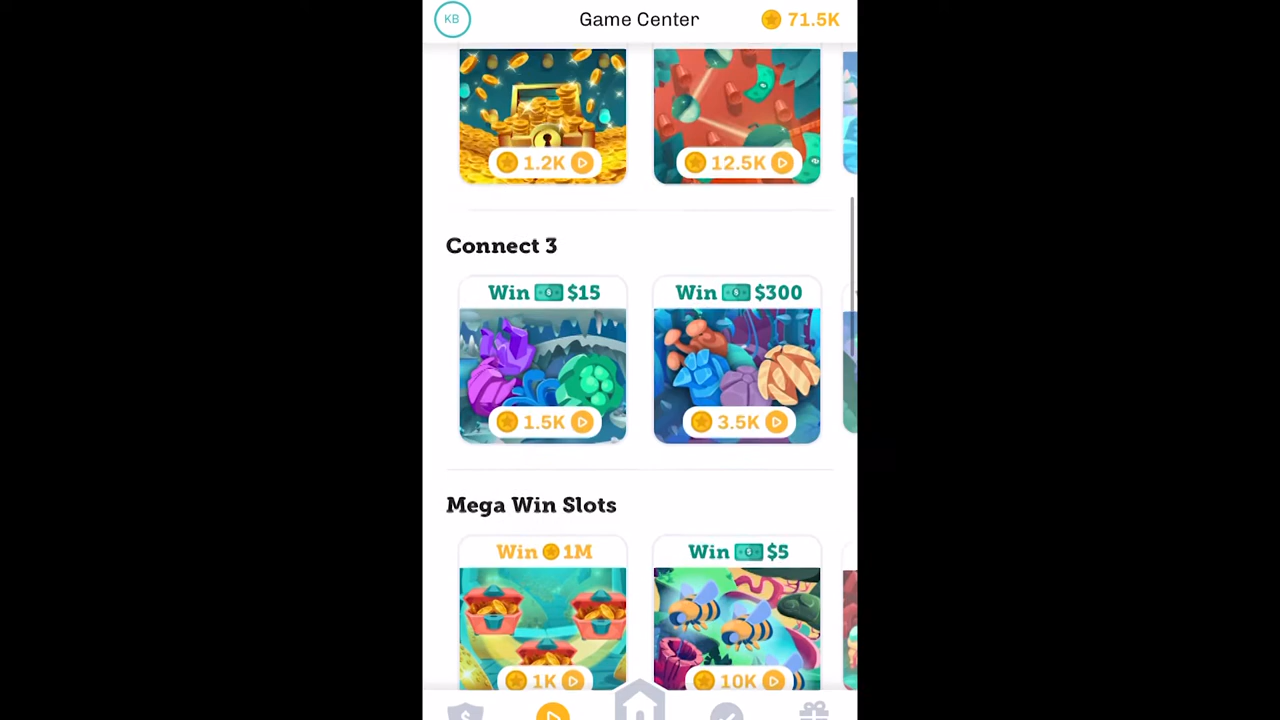 KB
Game Center
71.5K
1.2K
12.5K
Connect 3
Win $15
Win $300
1.5K
3.5K
Mega Win Slots
Win 1M
Win $5
1K
10K